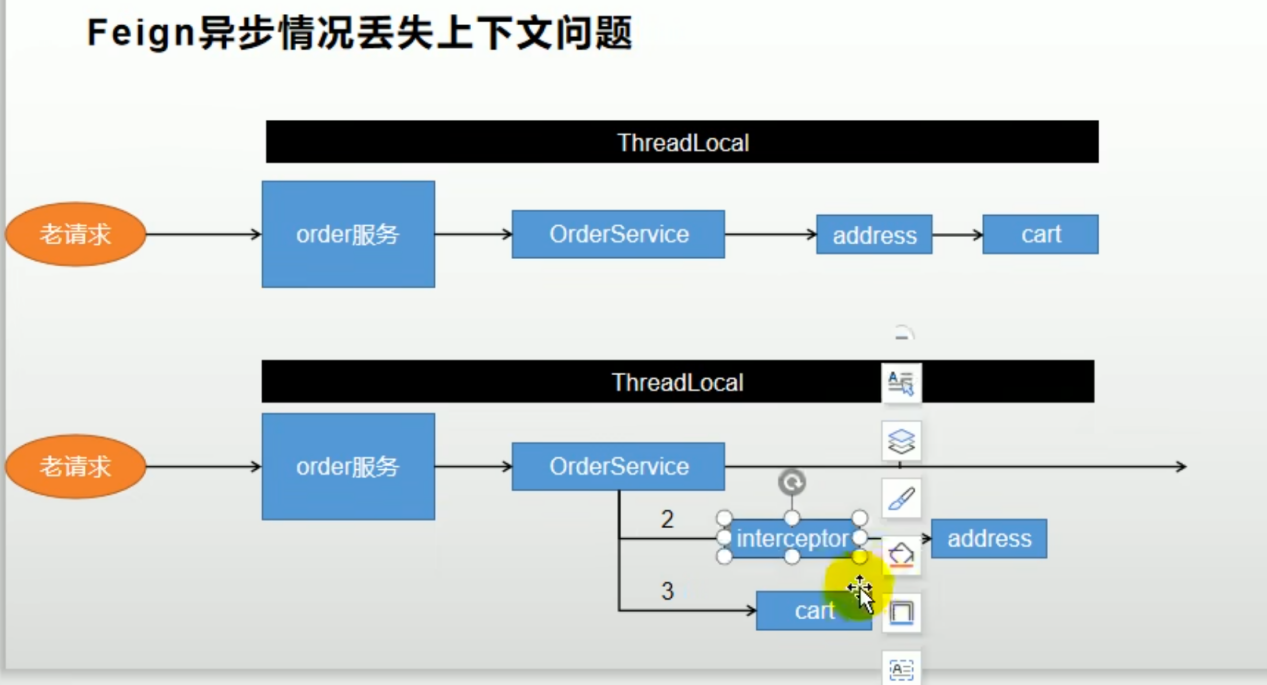 Feign异步情况丢失上下文问题
ThreadLocal
老请求
order服务
OrderService
address
cart
ThreadLocal
老请求
order服务
OrderService
2
interceptor
address
3
cart